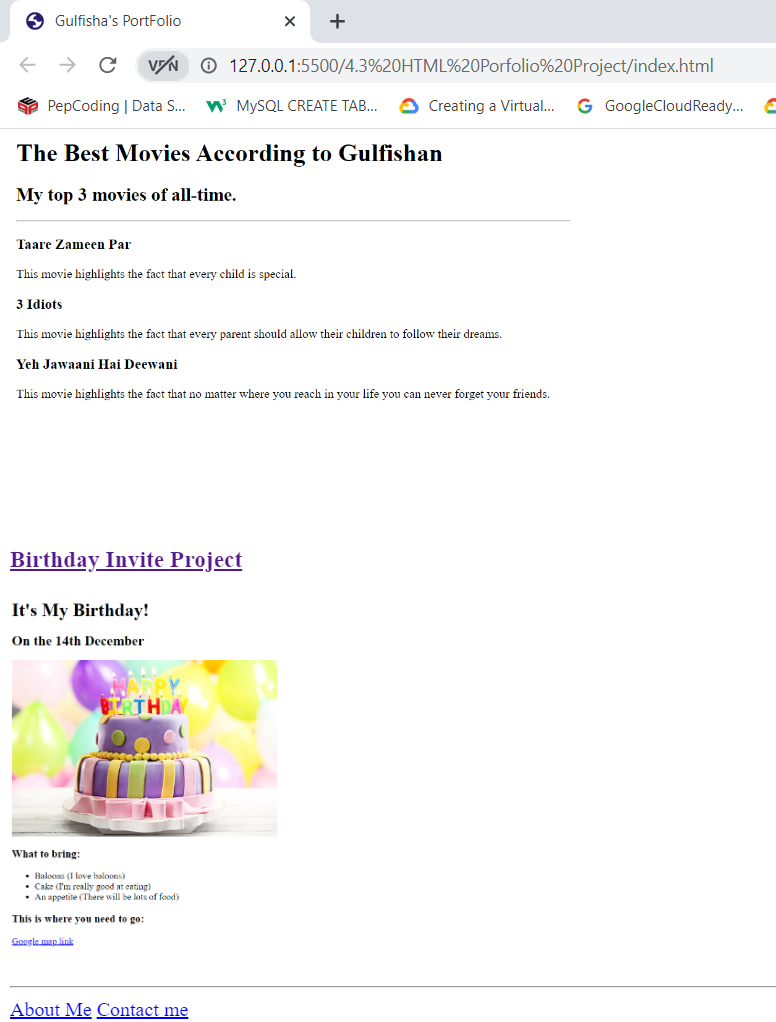 Gulfisha's PortFolio
VPN 127.0.0.1:5500/4.3%20HTML%20Porfolio%20Project/index.html
PepCoding | Data S... MySQL CREATE TAB... Creating a Virtual... GoogleCloudReady...
The Best Movies According to Gulfishan
My top 3 movies of all-time.
Taare Zameen Par
This movie highlights the fact that every child is special.
3 Idiots
This movie highlights the fact that every parent should allow their children to follow their dreams.
Yeh Jawaani Hai Deewani
This movie highlights the fact that no matter where you reach in your life you can never forget your friends.
Birthday Invite Project
It's My Birthday!
On the 14th December
HAPPY
BIRTHDAY
What to bring:
• Baloons (I love baloons)
• Cake (I'm really good at eating)
• An appetite (There will be lots of food)
This is where you need to go:
Google map link
About Me Contact me